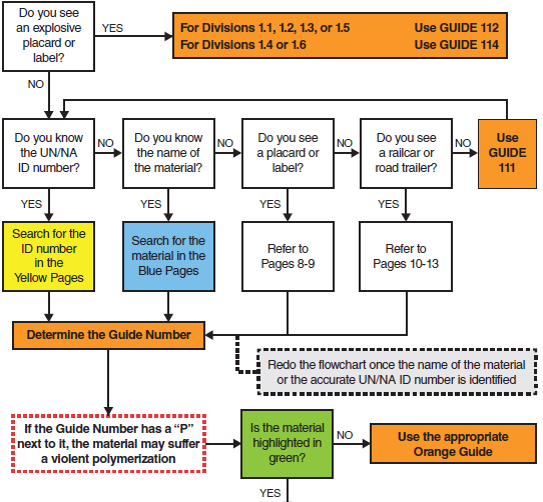 Do you see
an explosive
placard or
label?
YES
For Divisions 1.1, 1.2, 1.3, or 1.5 Use GUIDE 112
For Divisions 1.4 or 1.6 Use GUIDE 114
NO
Do you know
the UN/NA
ID number?
NO
Do you know
the name of
the material?
NO
Do you see
a placard or
label?
NO
Do you see
a railcar or
road trailer?
NO
Use
GUIDE
111
YES
YES
YES
YES
Search for the
ID number
in the
Yellow Pages
Search for the
material in the
Blue Pages
Refer to
Pages 8-9
Refer to
Pages 10-13
Determine the Guide Number
Redo the flowchart once the name of the material
or the accurate UN/NA ID number is identified
If the Guide Number has a “P”
next to it, the material may suffer
a violent polymerization
Is the material
highlighted in
green?
NO
Use the appropriate
Orange Guide
YES